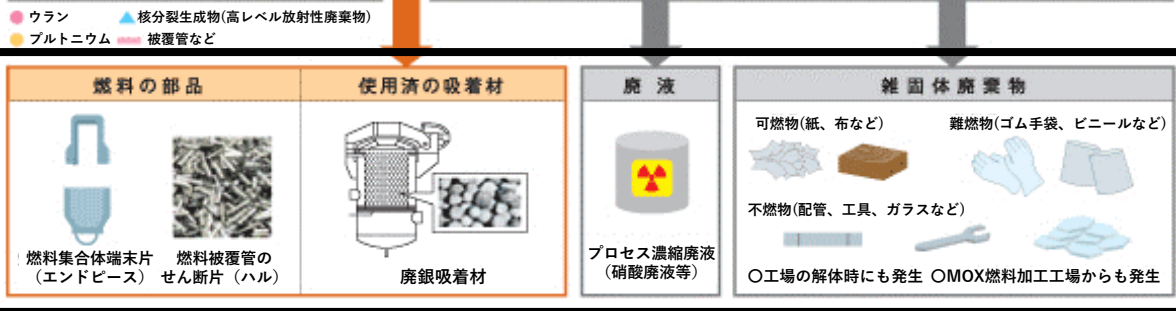 ウラン
核分裂生成物(高レベル放射性廃棄物)
プルトニウム
被覆管など
燃料の部品
使用済の吸着材
廃液
雑固体廃棄物
燃料集合体端末片
（エンドピース）
燃料被覆管の
せん断片（ハル）
廃銀吸着材
プロセス濃縮廃液
（硝酸廃液等）
可燃物(紙、布など)
難燃物(ゴム手袋、ビニールなど)
不燃物(配管、工具、ガラスなど)
〇工場の解体時にも発生
〇MOX燃料加工工場からも発生